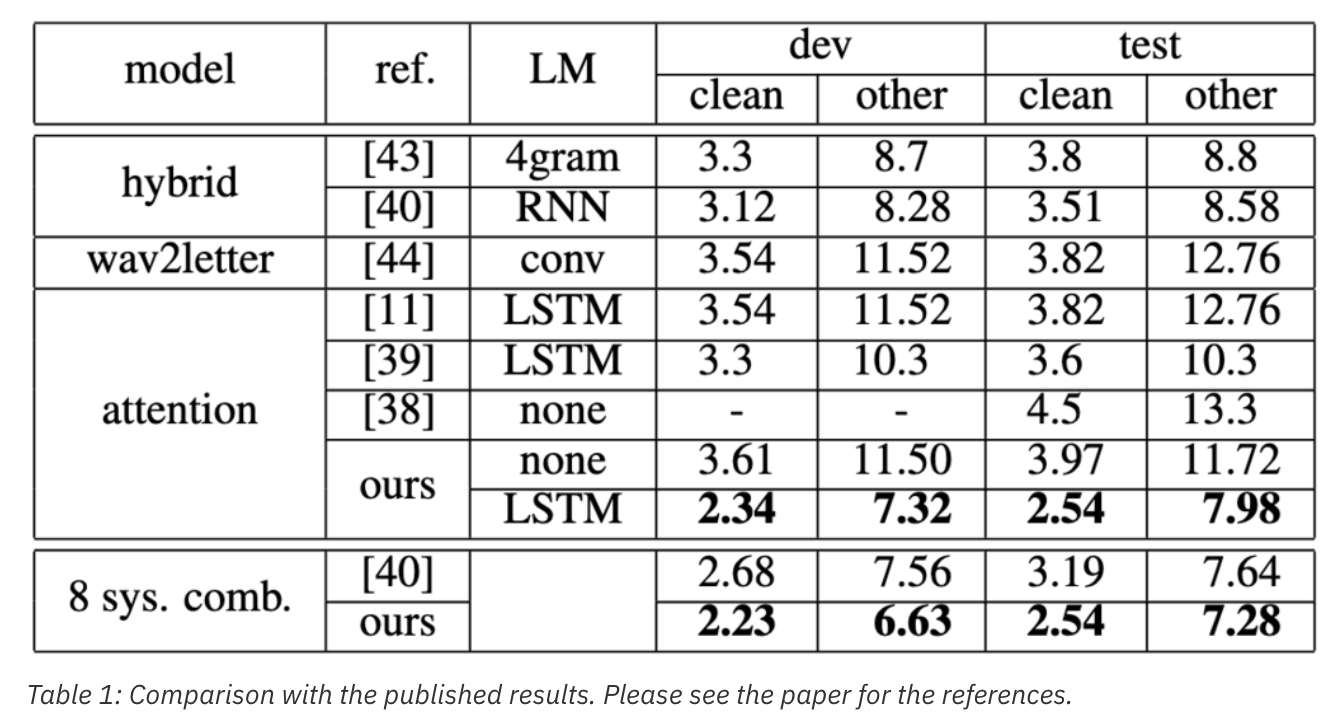 model ref. LM dev test
clean other clean other
hybrid [43] 4gram 3.3 8.7 3.8 8.8
[40] RNN 3.12 8.28 3.51 8.58
wav2letter [44] conv 3.54 11.52 3.82 12.76
attention [11] LSTM 3.54 11.52 3.82 12.76
[39] LSTM 3.3 10.3 3.6 10.3
[38] none - - 4.5 13.3
ours none 3.61 11.50 3.97 11.72
LSTM 2.34 7.32 2.54 7.98
8 sys. comb. [40] 2.68 7.56 3.19 7.64
ours 2.23 6.63 2.54 7.28
Table 1: Comparison with the published results. Please see the paper for the references.